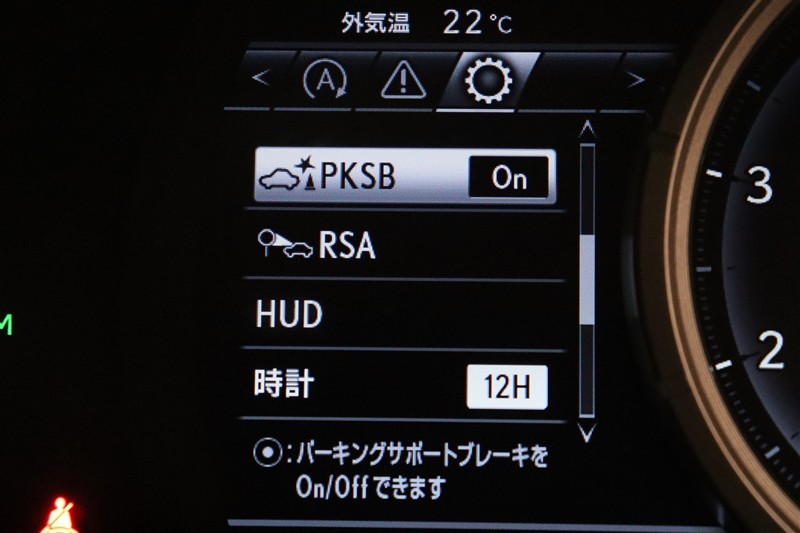 外気温 22℃
< A >
PKSB On
RSA
HUD
時計 12H
:パーキングサポートブレーキを
On/Offできます
3
2
M